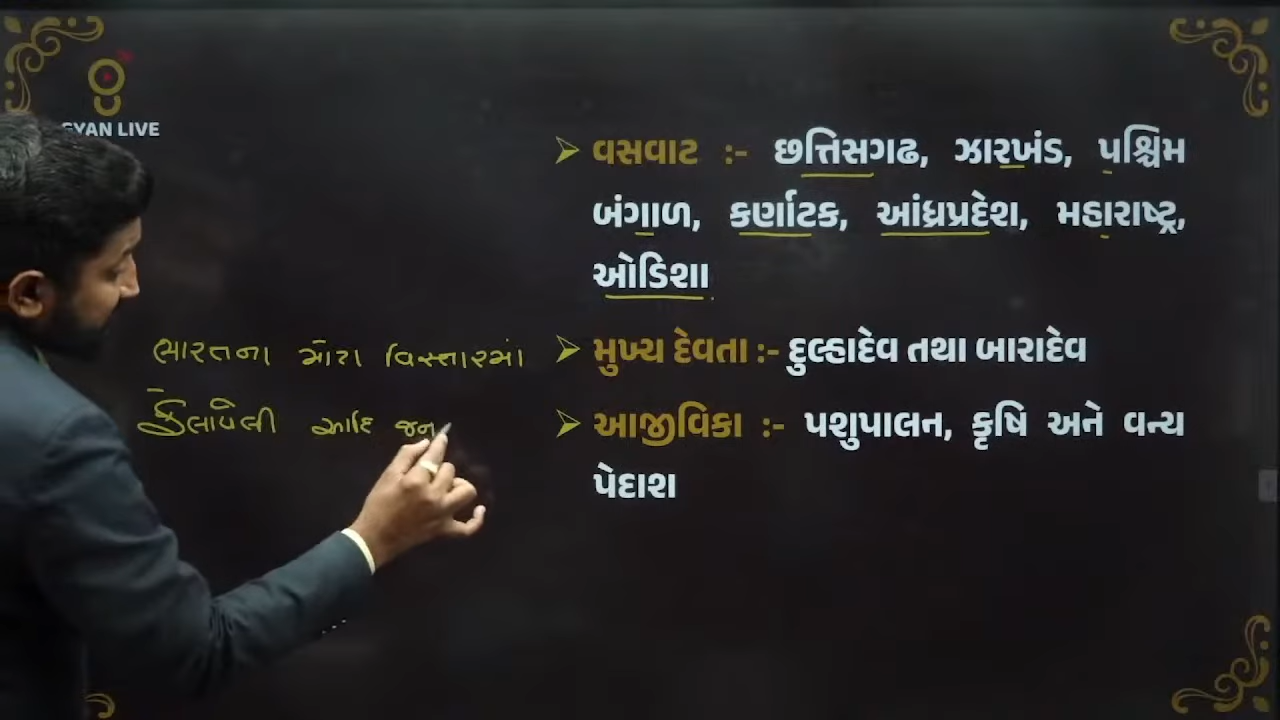 GYAN LIVE
➢ વસવાટ :- છત્તિસગઢ, ઝારખંડ, પશ્ચિમ
બંગાળ, કર્ણાટક, આંધ્રપ્રદેશ, મહારાષ્ટ્ર,
ઓડિશા
➢ મુખ્ય દેવતા :- દુલ્હાદેવ તથા બારાદેવ
➢ આજીવિકા :- પશુપાલન, કૃષિ અને વન્ય
પેદાશ
ભારતના મોટા વિસ્તારમાં
ફેલાયેલી આદિ જન